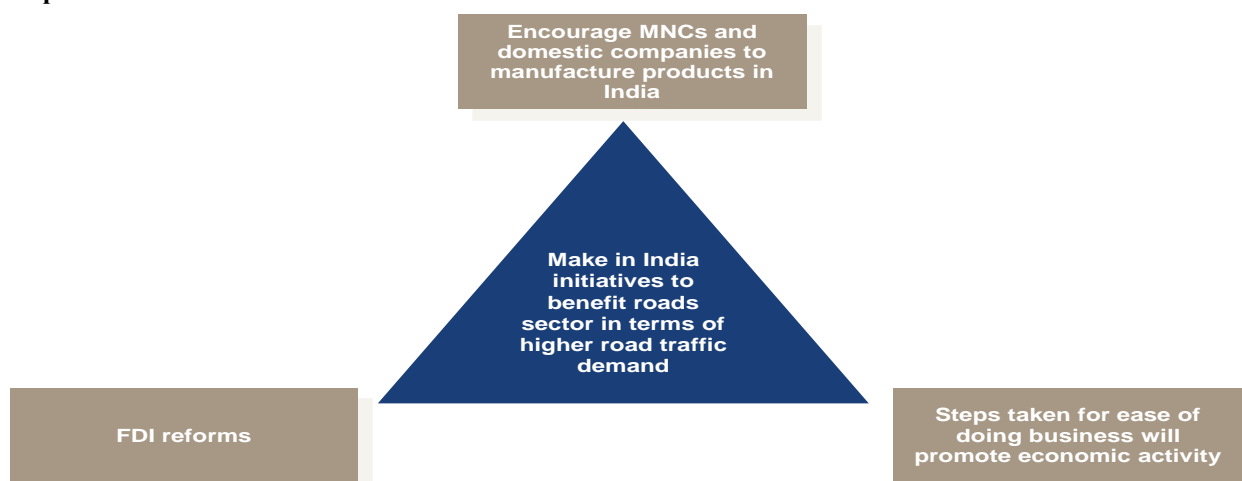 Encourage MNCs and
domestic companies to
manufacture products in
India
Make in India
initiatives to
benefit roads
sector in terms of
higher road traffic
demand
FDI reforms
Steps taken for ease of
doing business will
promote economic activity